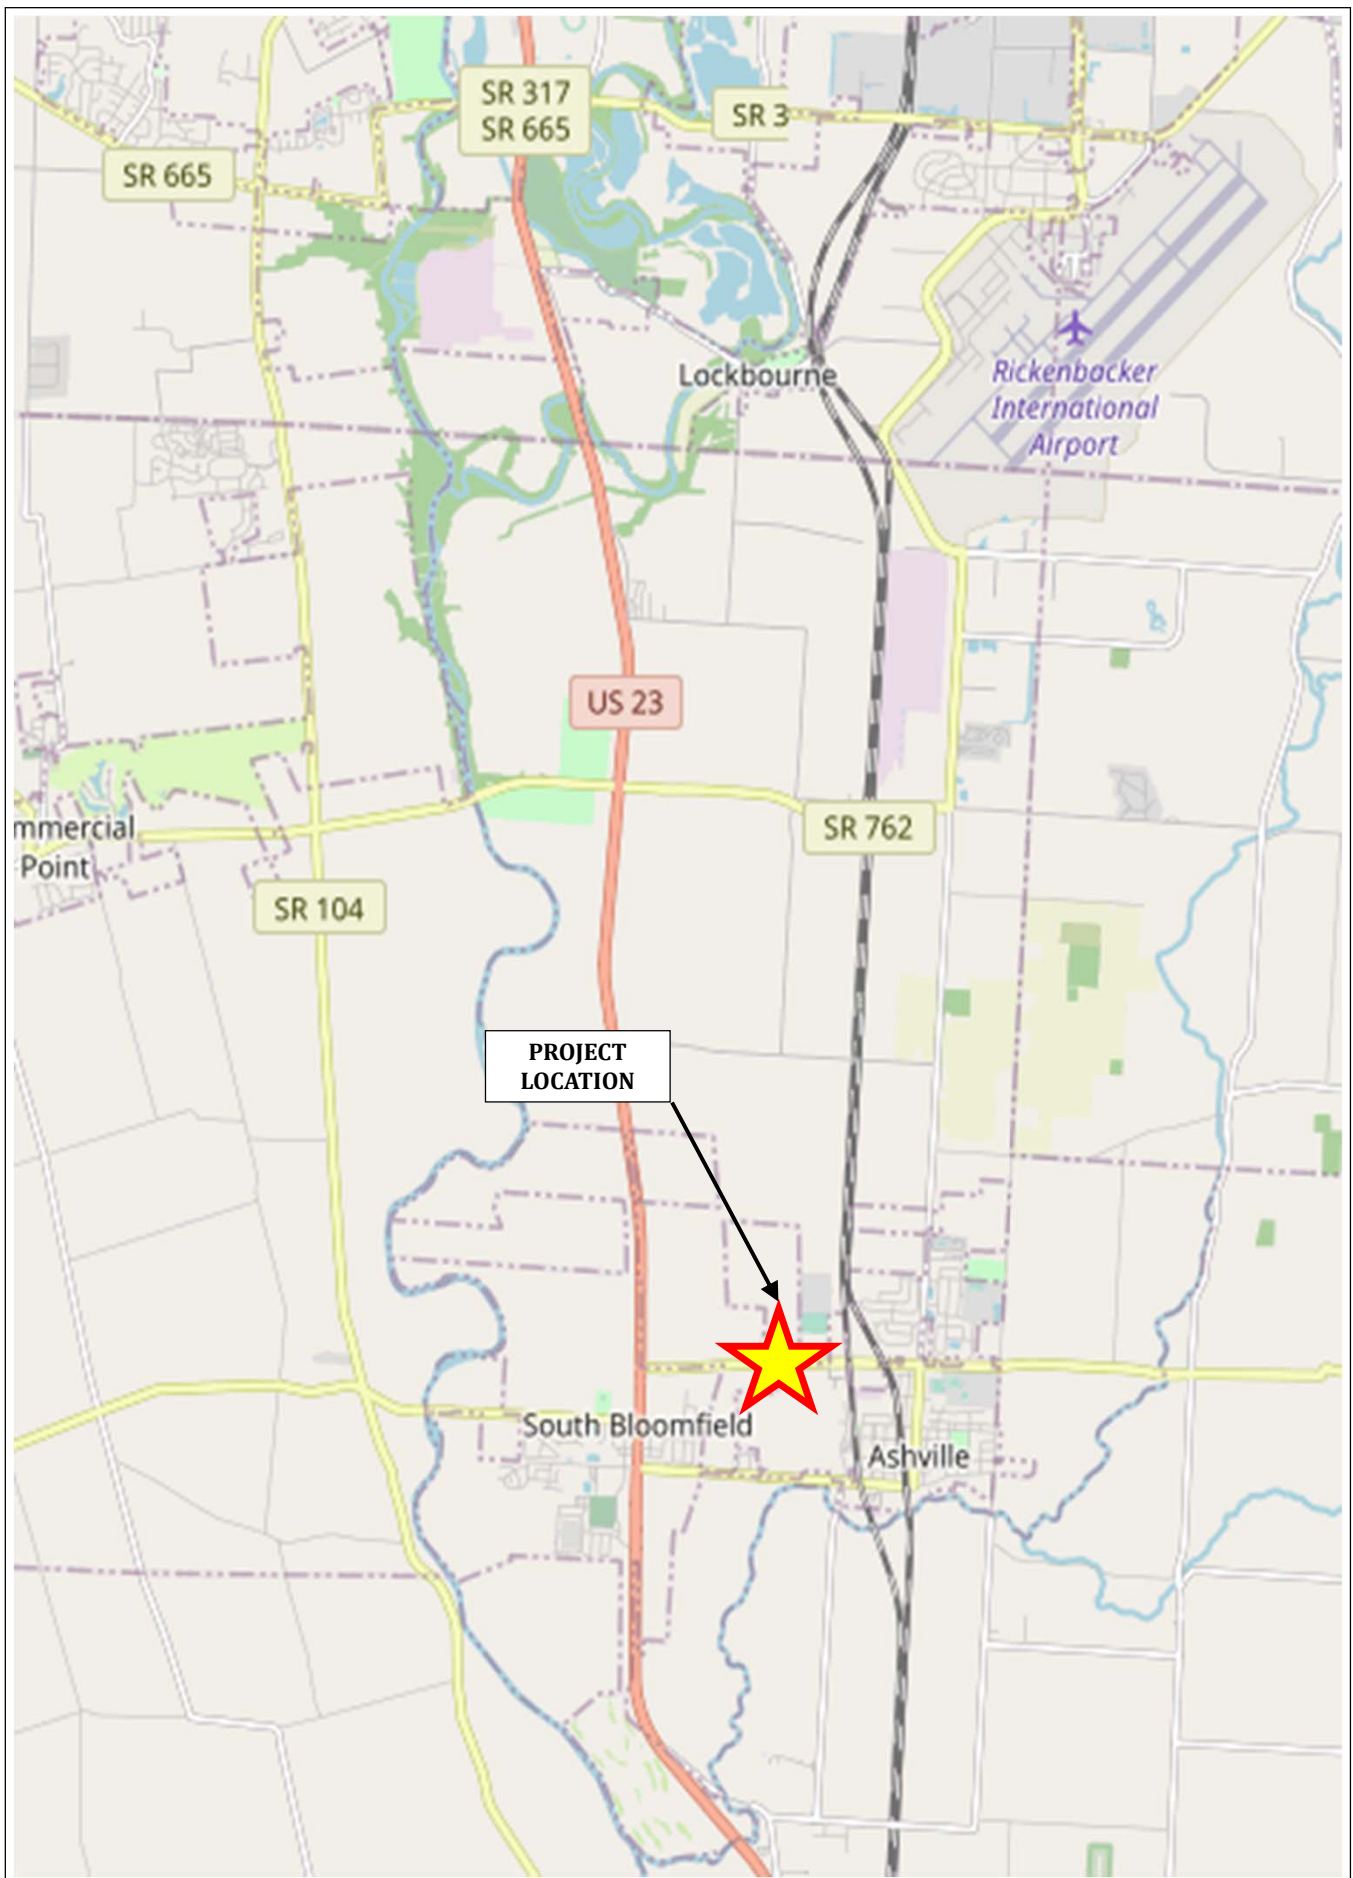 SR 317
SR 665
SR 3
SR 665
Lockbourne
Rickenbacker
International
Airport
US 23
SR 762
mmercial
Point
SR 104
PROJECT
LOCATION
South Bloomfield
Ashville